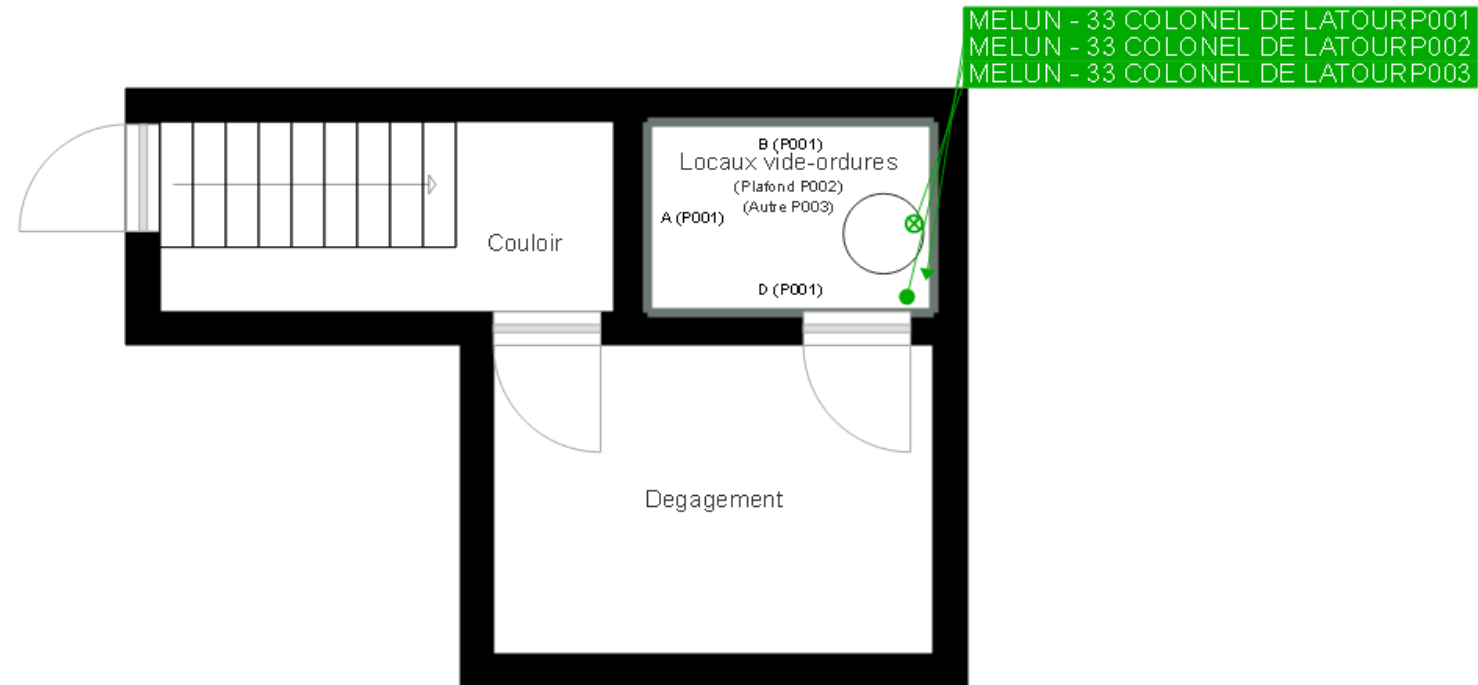 MELUN - 33 COLONEL DE LATOURP001
MELUN - 33 COLONEL DE LATOURP002
MELUN - 33 COLONEL DE LATOURP003
B (P001)
Locaux vide-ordures
(Plafond P002)
(Autre P003)
A (P001)
Couloir
D (P001)
Degagement